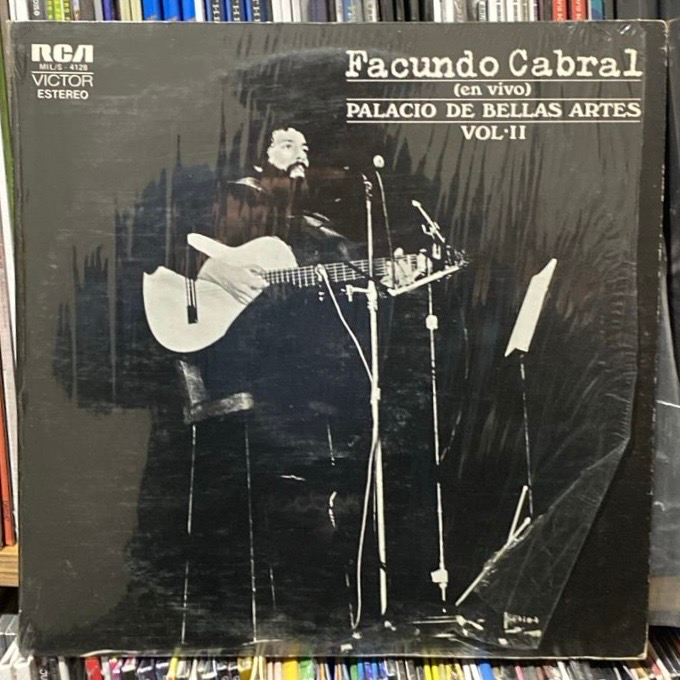 RCA
MILS - 4128
VICTOR
ESTEREO
Facundo Cabral
(en vivo)
PALACIO DE BELLAS ARTES
VOL·II